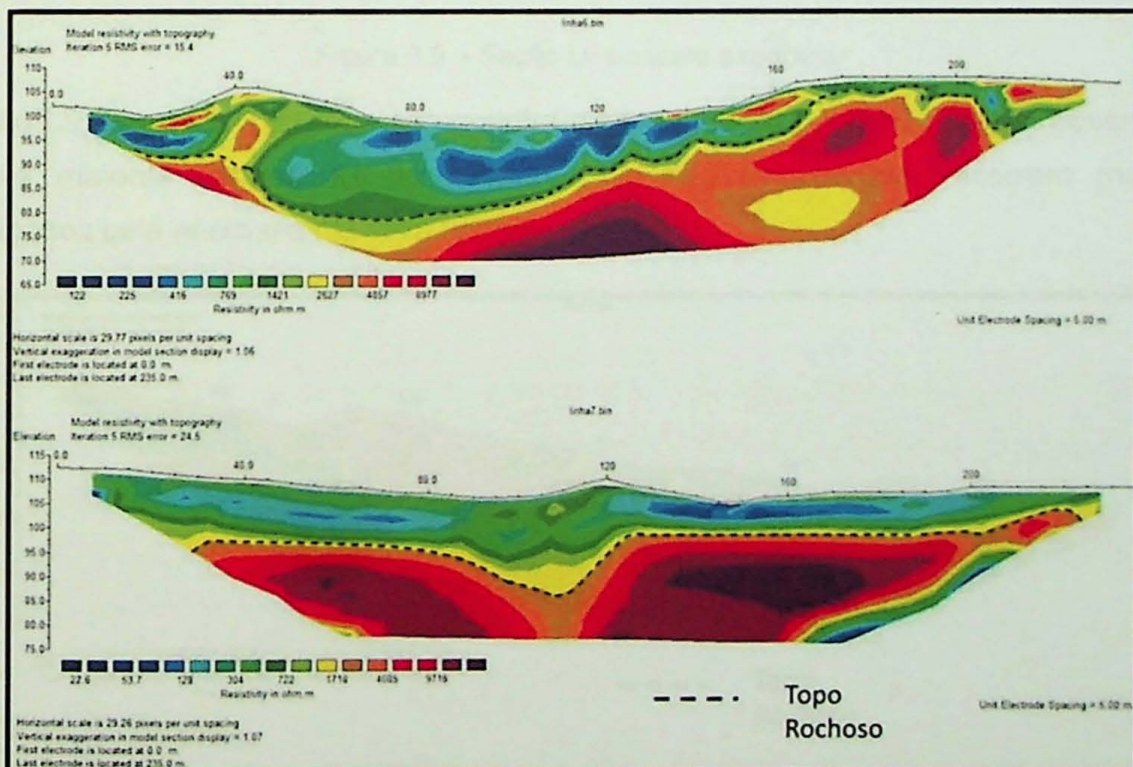 linha6.bin
Model resistivity with topography
Iteration 5 RMS error = 15.4
Elevation
110
105
100
95.0
90.0
85.0
80.0
75.0
70.0
65.0
0.0
40.0
80.0
120
160
200
122 225 416 769 1421 2627 4857 8977
Resistivity in ohm.m
Unit Electrode Spacing = 5.00 m.
Horizontal scale is 29.77 pixels per unit spacing
Vertical exaggeration in model section display = 1.06
First electrode is located at 0.0 m.
Last electrode is located at 235.0 m.
linha7.bin
Model resistivity with topography
Iteration 5 RMS error = 24.5
Elevation
115
110
105
100
95.0
90.0
85.0
80.0
75.0
0.0
40.0
80.0
120
160
200
22.6 53.7 128 304 722 1716 4085 9716
Resistivity in ohm.m
Topo
Rochoso
Unit Electrode Spacing = 5.00 m.
Horizontal scale is 29.26 pixels per unit spacing
Vertical exaggeration in model section display = 1.07
First electrode is located at 0.0 m.
Last electrode is located at 235.0 m.